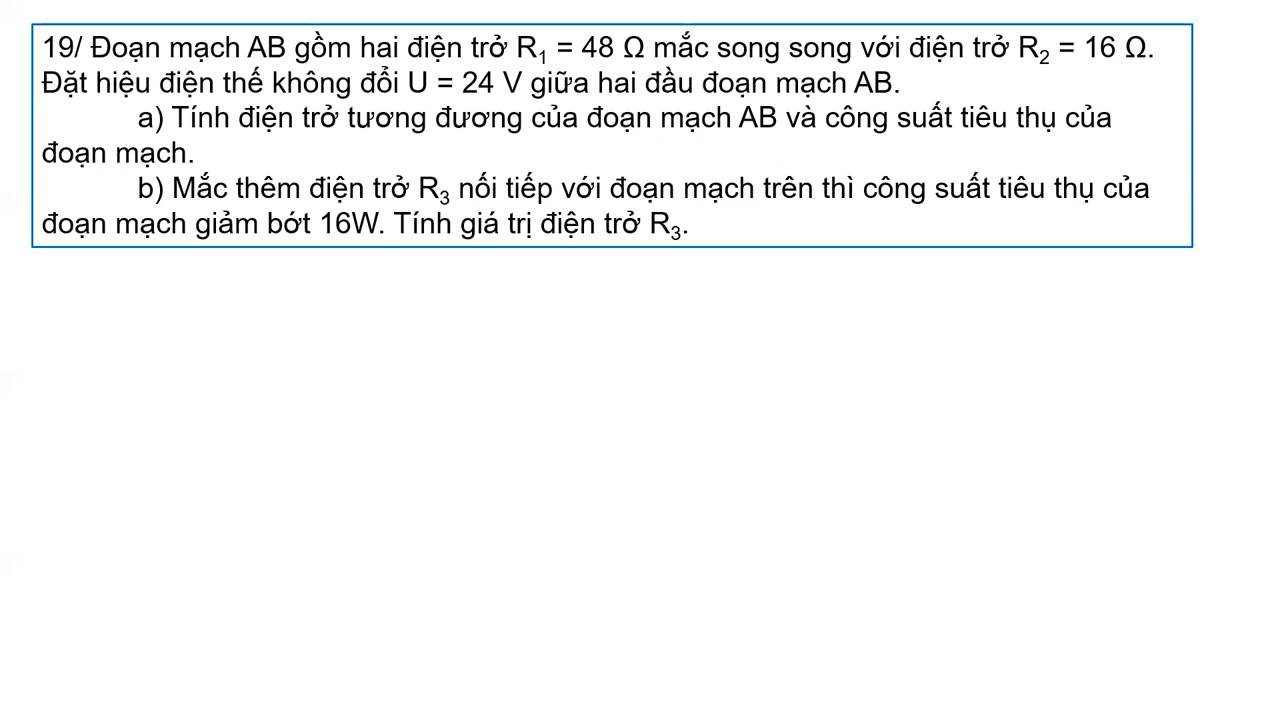 19/ Đoạn mạch AB gồm hai điện trở R₁ = 48 Ω mắc song song với điện trở R₂ = 16 Ω.
Đặt hiệu điện thế không đổi U = 24 V giữa hai đầu đoạn mạch AB.
a) Tính điện trở tương đương của đoạn mạch AB và công suất tiêu thụ của
đoạn mạch.
b) Mắc thêm điện trở R₃ nối tiếp với đoạn mạch trên thì công suất tiêu thụ của
đoạn mạch giảm bớt 16W. Tính giá trị điện trở R₃.